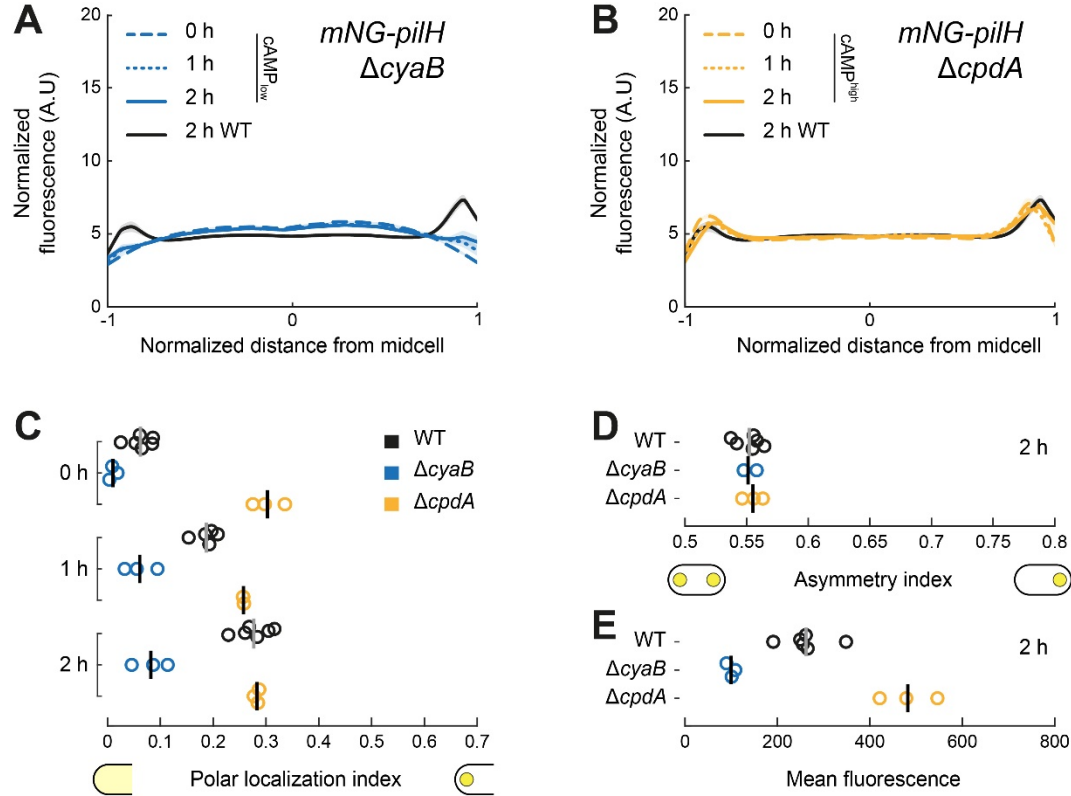 A
20
15
10
5
0
-1
0
1
Normalized
fluorescence (A.U)
Normalized distance from midcell
0 h
1 h
2 h
2 h WT
cAMPlow
mNG-pilH
ΔcyaB
B
20
15
10
5
0
-1
0
1
Normalized
fluorescence (A.U)
Normalized distance from midcell
0 h
1 h
2 h
2 h WT
cAMPhigh
mNG-pilH
ΔcpdA
C
0 h
1 h
2 h
WT
ΔcyaB
ΔcpdA
0 0.1 0.2 0.3 0.4 0.5 0.6 0.7
Polar localization index
D
WT
ΔcyaB
ΔcpdA
2 h
0.5 0.55 0.6 0.65 0.7 0.75 0.8
Asymmetry index
E
WT
ΔcyaB
ΔcpdA
2 h
0 200 400 600 800
Mean fluorescence